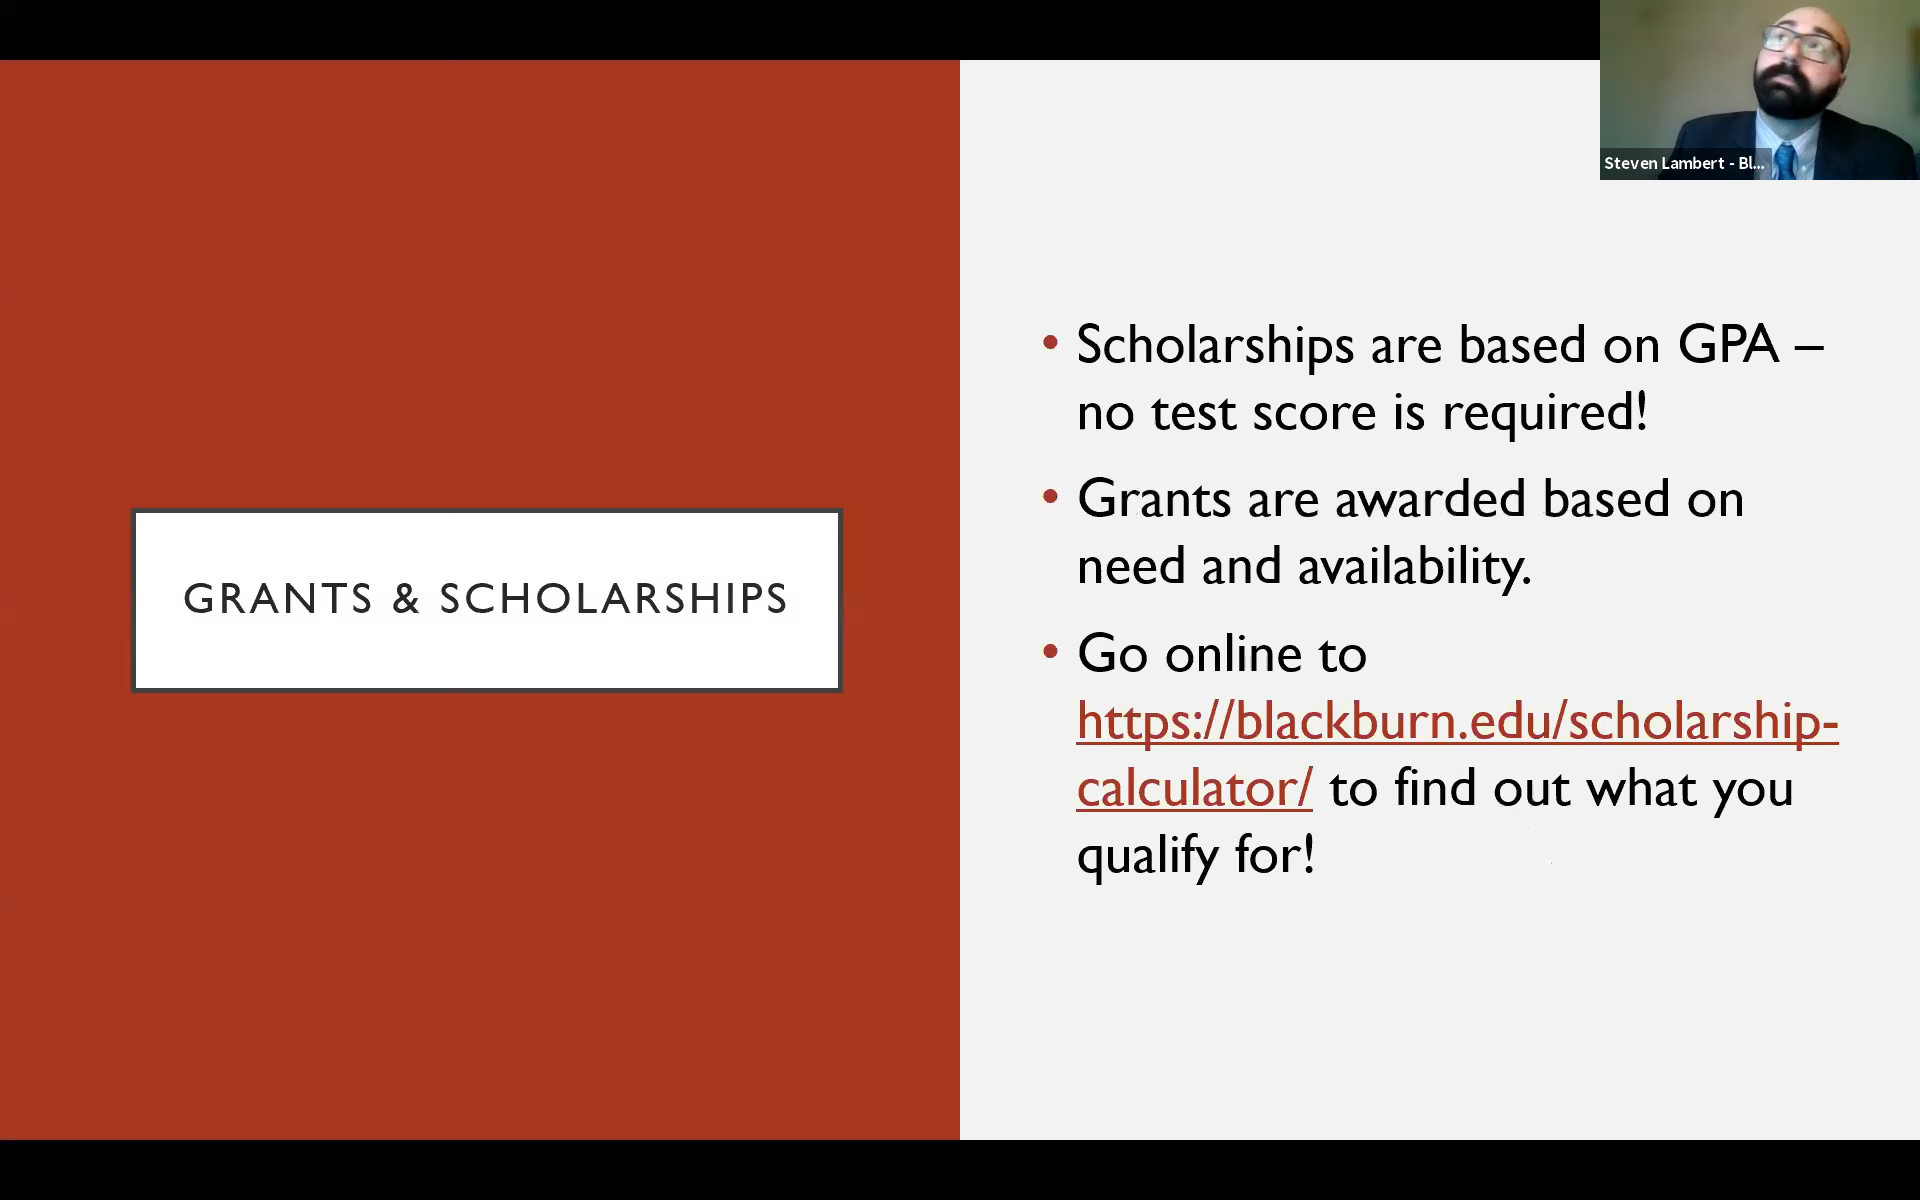 Steven Lambert - Bl...
GRANTS & SCHOLARSHIPS
• Scholarships are based on GPA –
no test score is required!
• Grants are awarded based on
need and availability.
• Go online to
https://blackburn.edu/scholarship-
calculator/ to find out what you
qualify for!